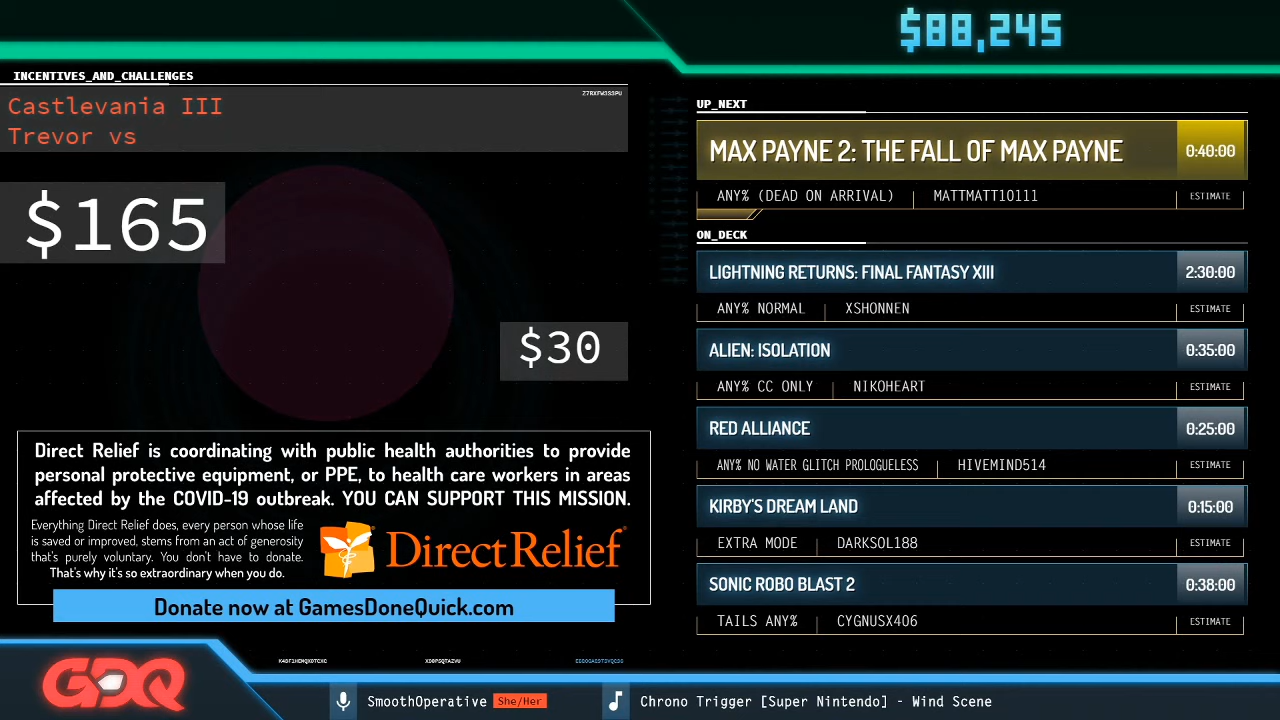 $88,245
INCENTIVES_AND_CHALLENGES
Z7RXFW3S3PU
Castlevania III
Trevor vs
$165
$30
Direct Relief is coordinating with public health authorities to provide
personal protective equipment, or PPE, to health care workers in areas
affected by the COVID-19 outbreak. YOU CAN SUPPORT THIS MISSION.
Everything Direct Relief does, every person whose life
is saved or improved, stems from an act of generosity
that's purely voluntary. You don't have to donate.
That's why it's so extraordinary when you do.
DirectRelief
Donate now at GamesDoneQuick.com
UP_NEXT
MAX PAYNE 2: THE FALL OF MAX PAYNE 0:40:00
ANY% (DEAD ON ARRIVAL) MATTMATT10111 ESTIMATE
ON_DECK
LIGHTNING RETURNS: FINAL FANTASY XIII 2:30:00
ANY% NORMAL XSHONNEN ESTIMATE
ALIEN: ISOLATION 0:35:00
ANY% CC ONLY NIKOHEART ESTIMATE
RED ALLIANCE 0:25:00
ANY% NO WATER GLITCH PROLOGUELESS HIVEMIND514 ESTIMATE
KIRBY'S DREAM LAND 0:15:00
EXTRA MODE DARKSOL188 ESTIMATE
SONIC ROBO BLAST 2 0:38:00
TAILS ANY% CYGNUSX406 ESTIMATE
GDQ
SmoothOperative She/Her
Chrono Trigger [Super Nintendo] - Wind Scene